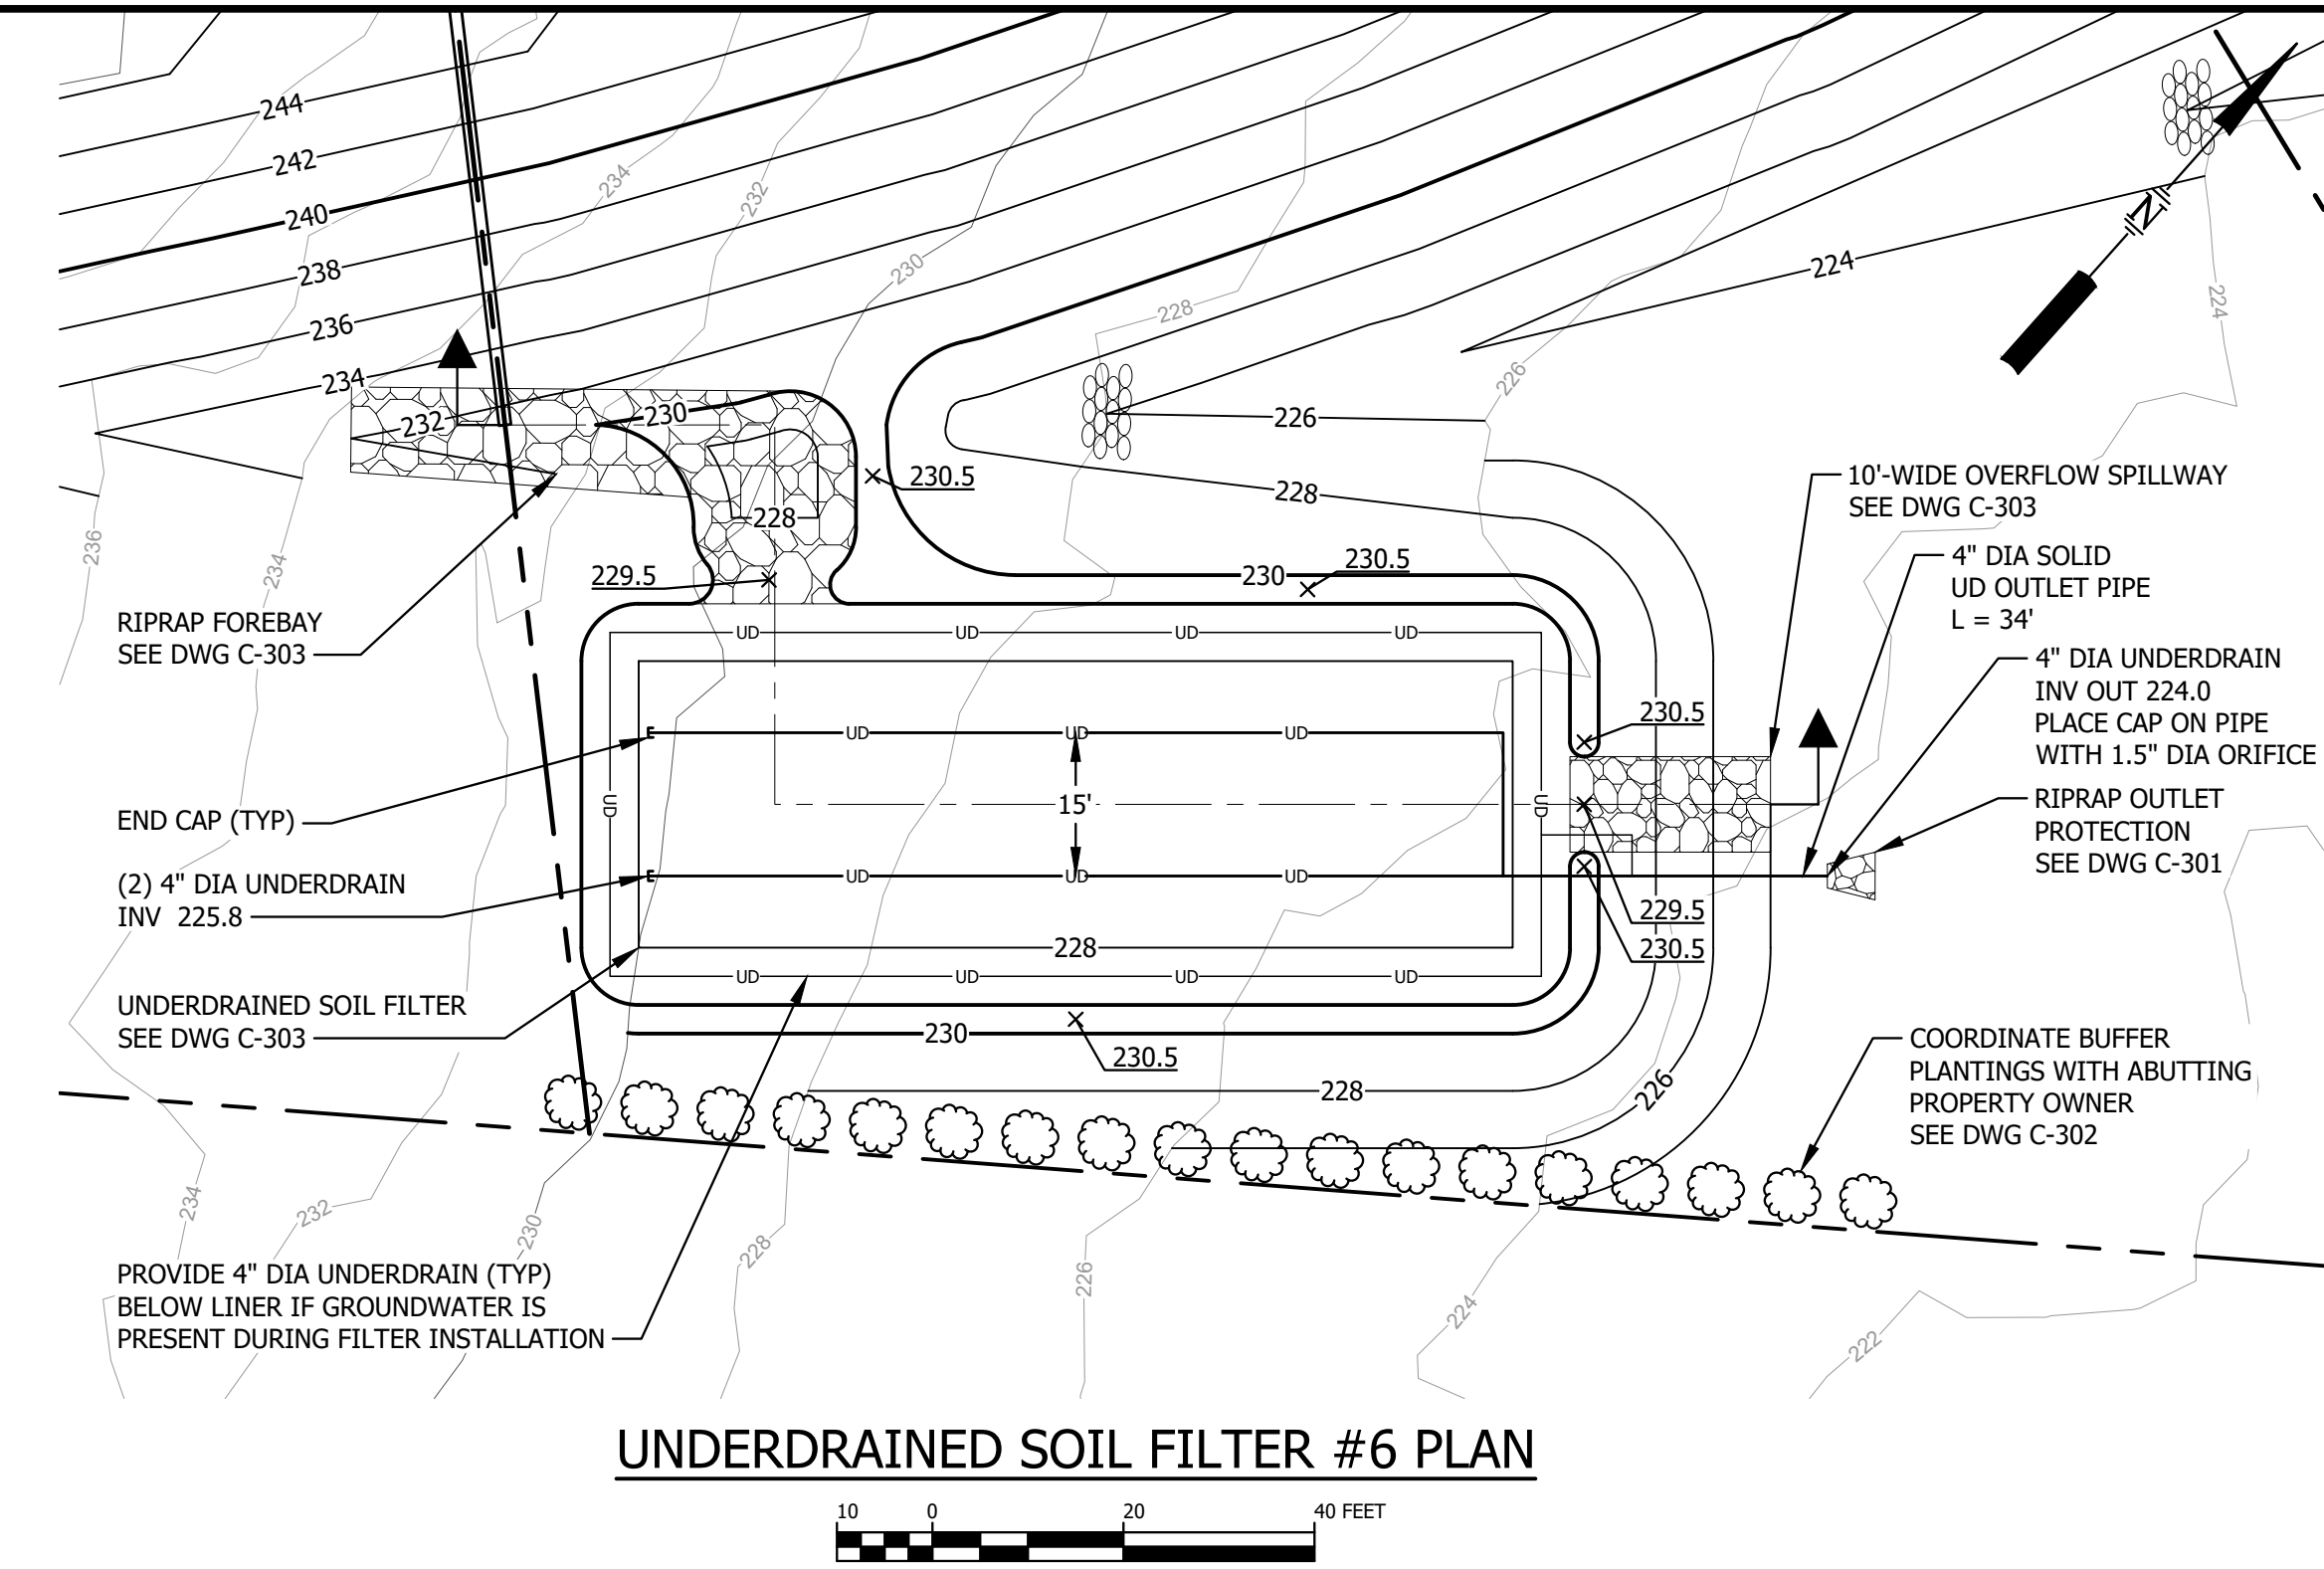 244
242
240
238
236
234
232
230
228
234
232
230
228
226
224
224
N
226
228
230
230.5
230.5
229.5
236
234
10'-WIDE OVERFLOW SPILLWAY
SEE DWG C-303
4" DIA SOLID
UD OUTLET PIPE
L = 34'
4" DIA UNDERDRAIN
INV OUT 224.0
PLACE CAP ON PIPE
WITH 1.5" DIA ORIFICE
RIPRAP OUTLET
PROTECTION
SEE DWG C-301
RIPRAP FOREBAY
SEE DWG C-303
UD UD UD UD
UD UD UD
230.5
END CAP (TYP)
UD
15'
UD
(2) 4" DIA UNDERDRAIN
INV 225.8
UD UD UD
229.5
230.5
228
UD UD UD UD
UNDERDRAINED SOIL FILTER
SEE DWG C-303
230
230.5
228
226
COORDINATE BUFFER
PLANTINGS WITH ABUTTING
PROPERTY OWNER
SEE DWG C-302
234
232
230
228
226
224
222
PROVIDE 4" DIA UNDERDRAIN (TYP)
BELOW LINER IF GROUNDWATER IS
PRESENT DURING FILTER INSTALLATION
UNDERDRAINED SOIL FILTER #6 PLAN
10 0 20 40 FEET